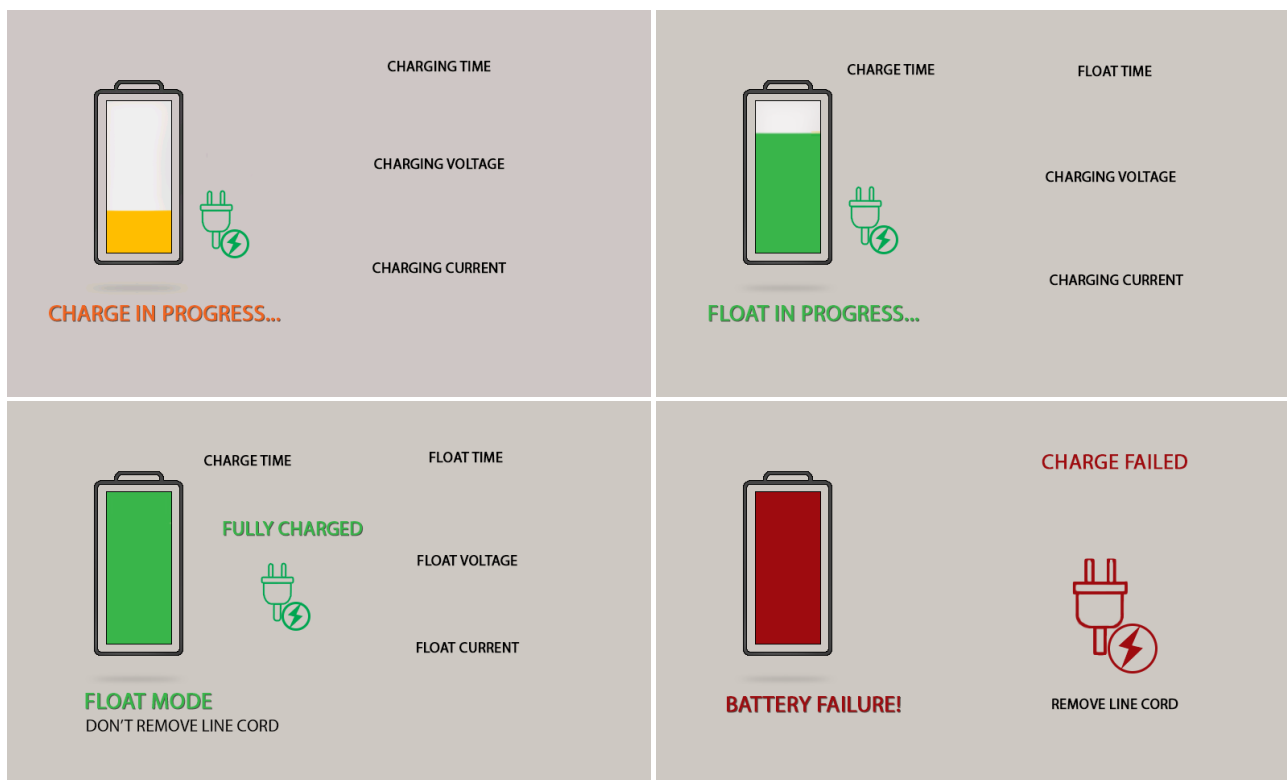 CHARGING TIME
CHARGING VOLTAGE
CHARGING CURRENT
CHARGE IN PROGRESS...
CHARGE TIME
FLOAT TIME
CHARGING VOLTAGE
CHARGING CURRENT
FLOAT IN PROGRESS...
CHARGE TIME
FLOAT TIME
FULLY CHARGED
FLOAT VOLTAGE
FLOAT CURRENT
FLOAT MODE
DON'T REMOVE LINE CORD
CHARGE FAILED
BATTERY FAILURE!
REMOVE LINE CORD